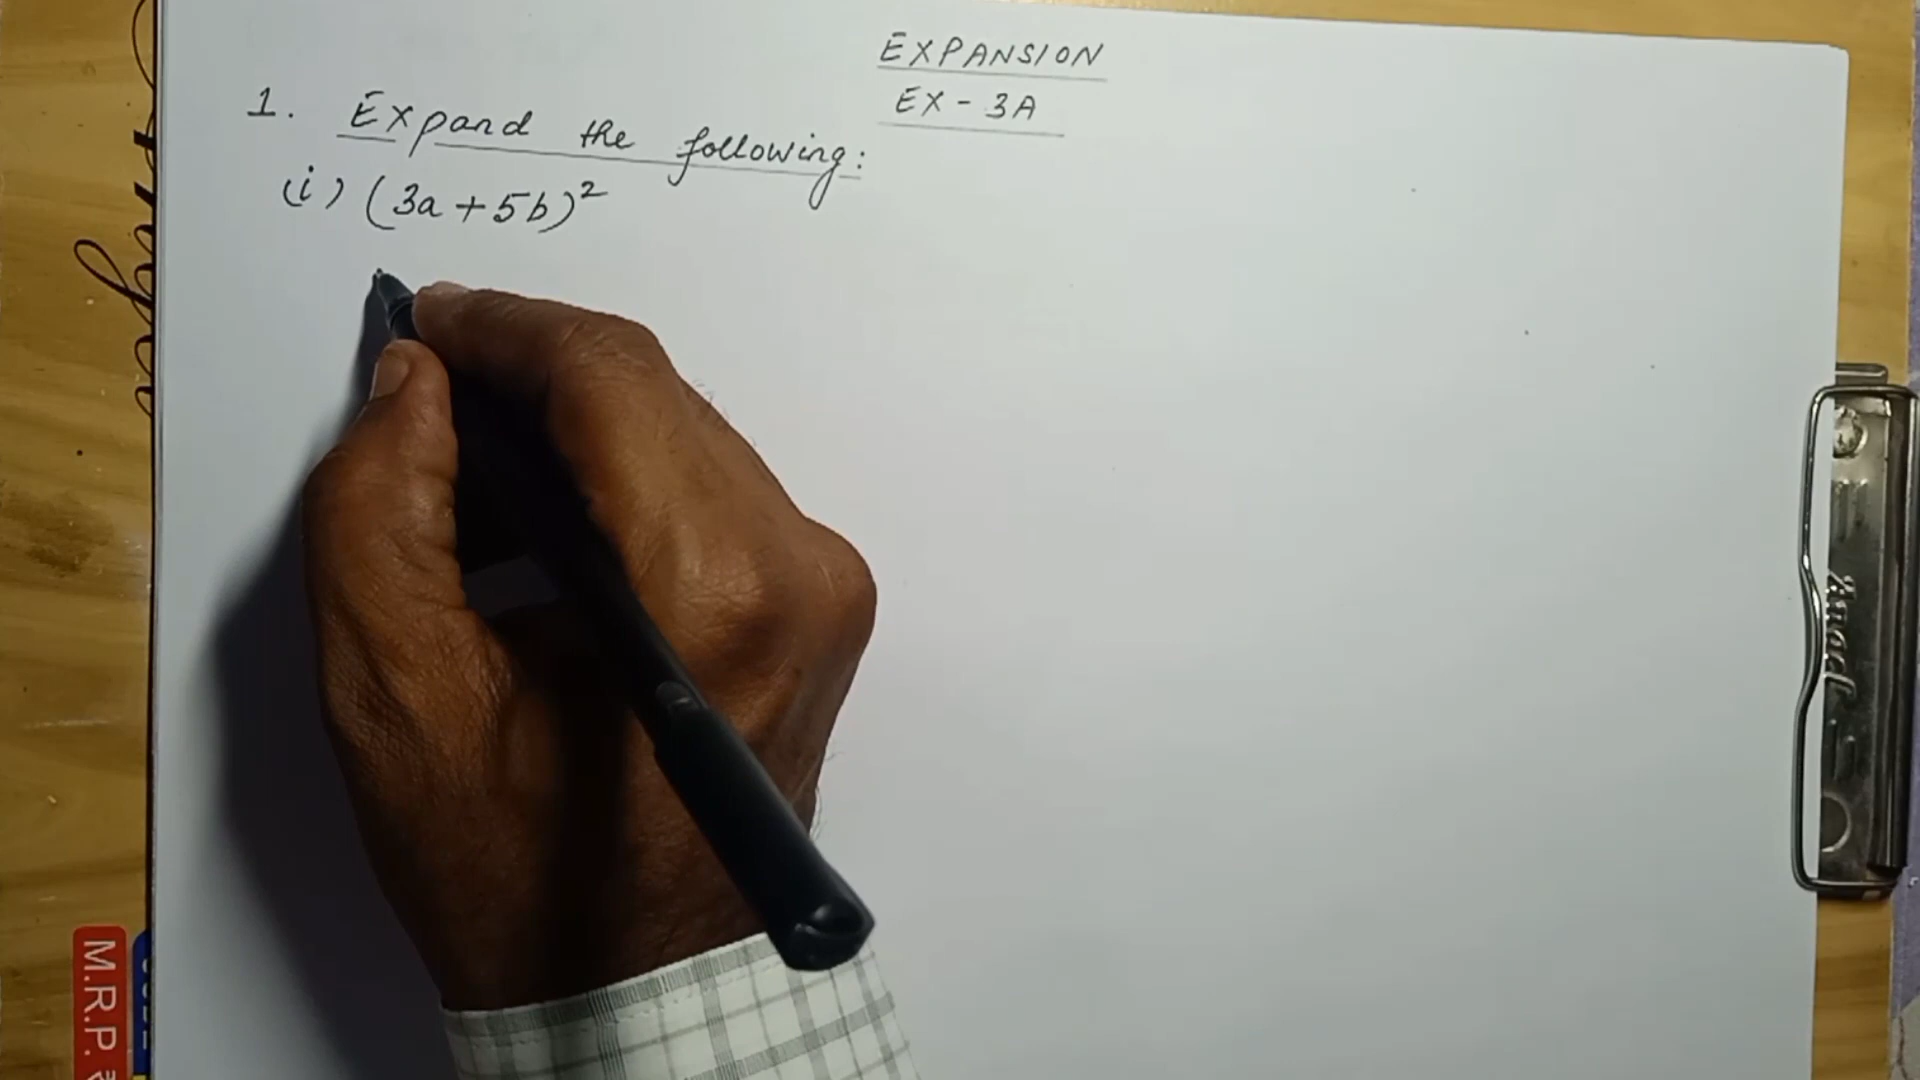 EXPANSION
EX - 3A
1. Expand the following:
(i) (3a + 5b)²
M.R.P. ₹